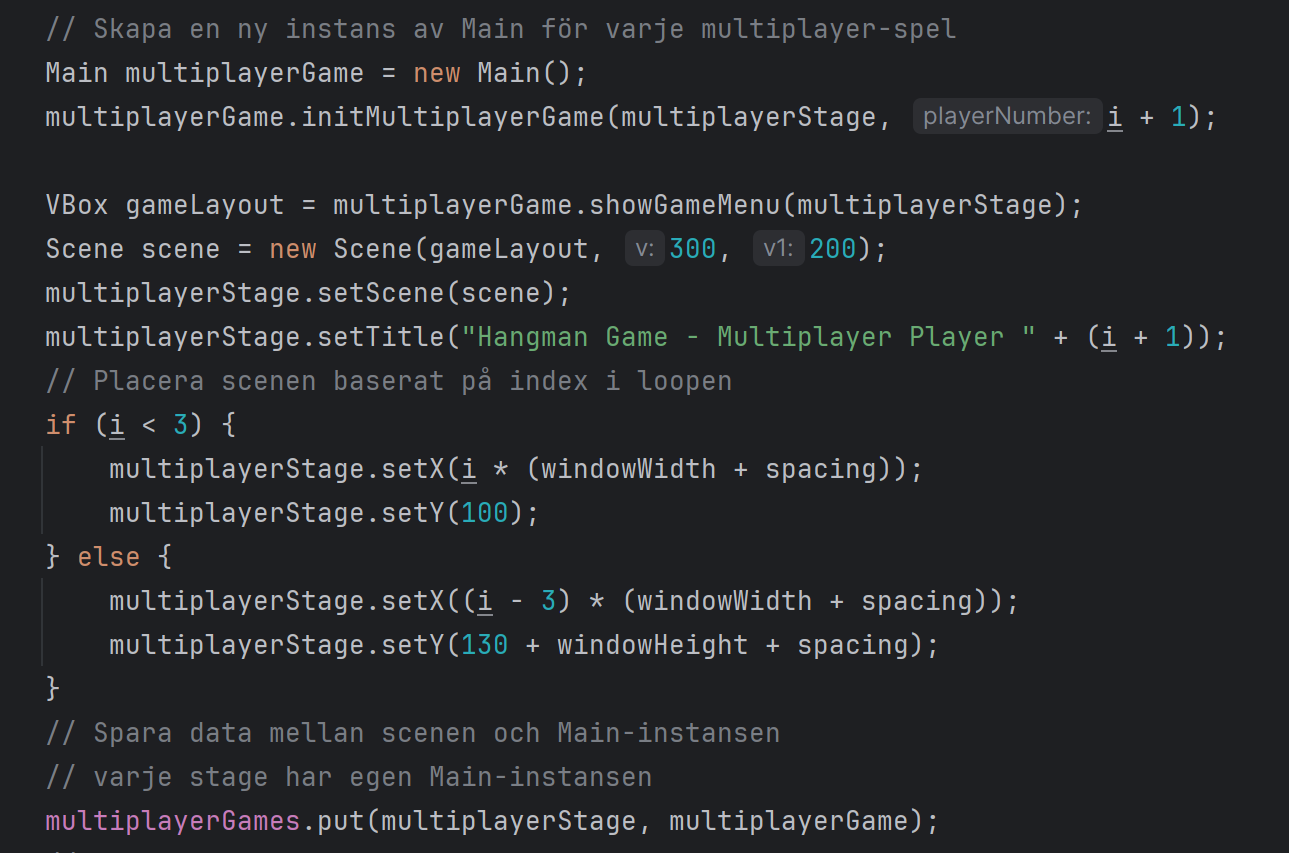 // Skapa en ny instans av Main för varje multiplayer-spel
Main multiplayerGame = new Main();
multiplayerGame.initMultiplayerGame(multiplayerStage, playerNumber: i + 1);
VBox gameLayout = multiplayerGame.showGameMenu(multiplayerStage);
Scene scene = new Scene(gameLayout, v: 300, v1: 200);
multiplayerStage.setScene(scene);
multiplayerStage.setTitle("Hangman Game - Multiplayer Player " + (i + 1));
// Placera scenen baserat på index i loopen
if (i < 3) {
    multiplayerStage.setX(i * (windowWidth + spacing));
    multiplayerStage.setY(100);
} else {
    multiplayerStage.setX((i - 3) * (windowWidth + spacing));
    multiplayerStage.setY(130 + windowHeight + spacing);
}
// Spara data mellan scenen och Main-instansen
// varje stage har egen Main-instansen
multiplayerGames.put(multiplayerStage, multiplayerGame);